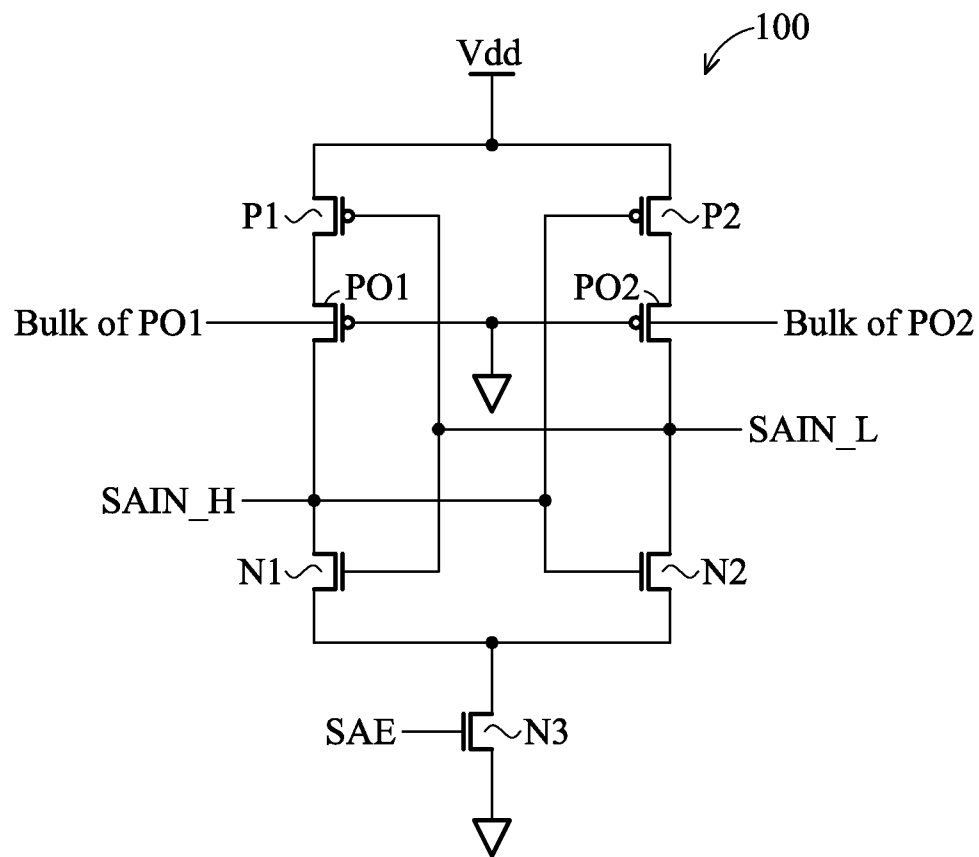 100
Vdd
P1
P2
PO1
PO2
Bulk of PO1
Bulk of PO2
SAIN_L
SAIN_H
N1
N2
SAE
N3